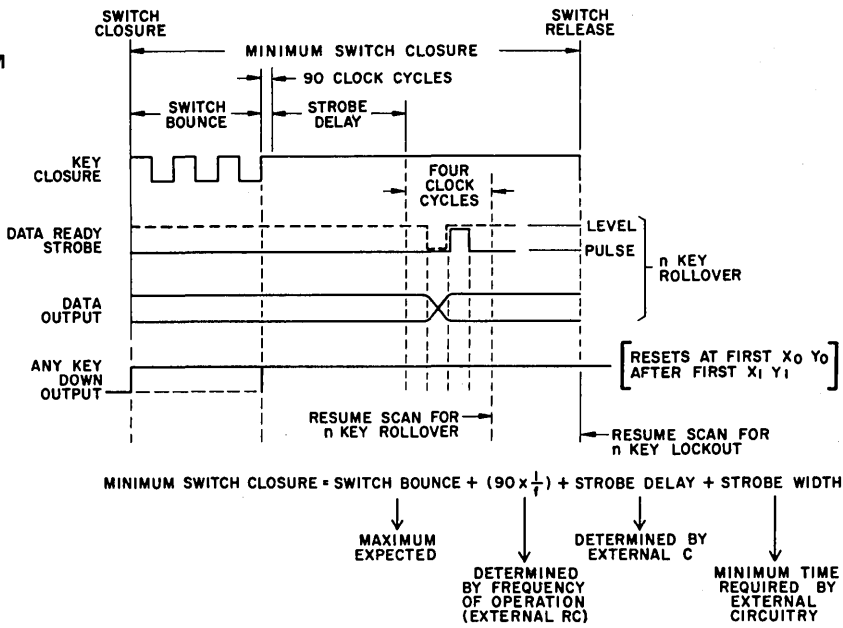 SWITCH CLOSURE
SWITCH RELEASE
MINIMUM SWITCH CLOSURE
90 CLOCK CYCLES
SWITCH BOUNCE
STROBE DELAY
KEY CLOSURE
FOUR CLOCK CYCLES
DATA READY STROBE
LEVEL
PULSE
n KEY ROLLOVER
DATA OUTPUT
ANY KEY DOWN OUTPUT
RESETS AT FIRST X0 Y0
AFTER FIRST X1 Y1
RESUME SCAN FOR
n KEY ROLLOVER
RESUME SCAN FOR
n KEY LOCKOUT
MINIMUM SWITCH CLOSURE = SWITCH BOUNCE + (90 x 1/f) + STROBE DELAY + STROBE WIDTH
MAXIMUM EXPECTED
DETERMINED BY FREQUENCY OF OPERATION (EXTERNAL RC)
DETERMINED BY EXTERNAL C
MINIMUM TIME REQUIRED BY EXTERNAL CIRCUITRY